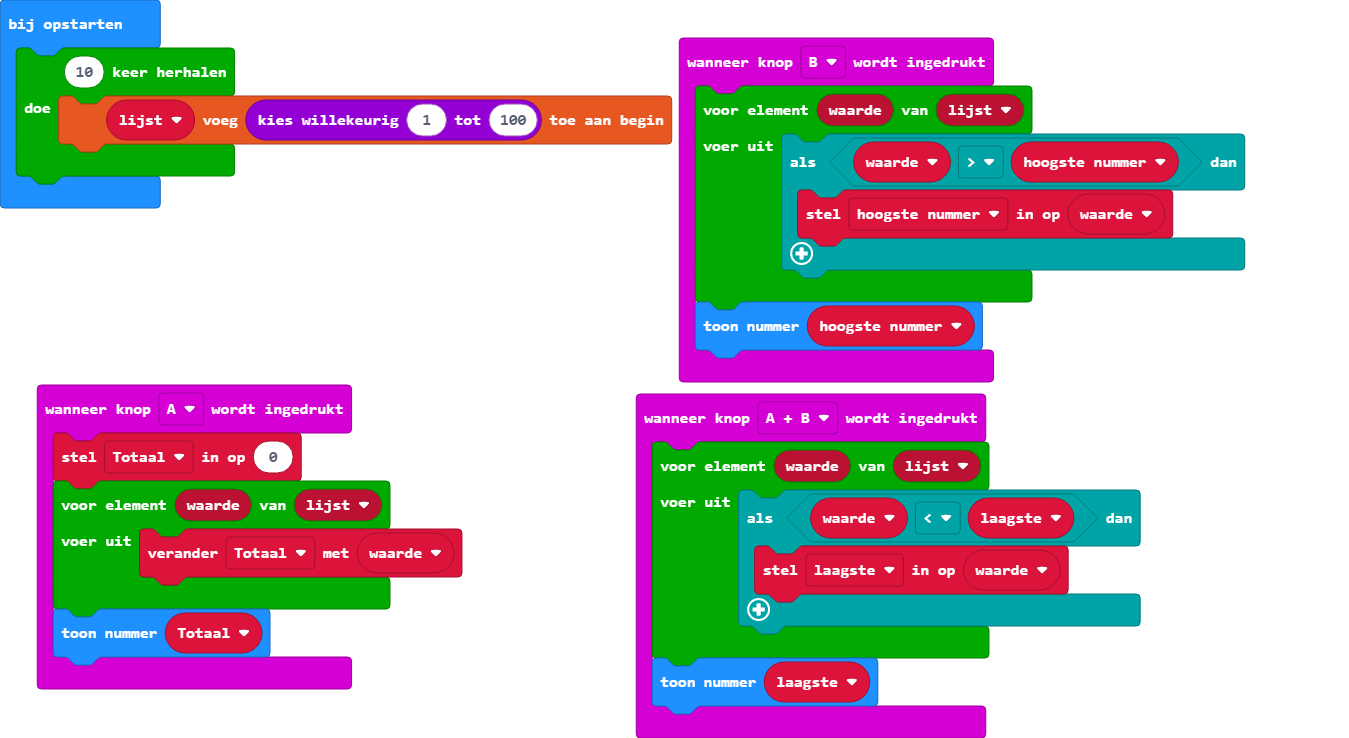 bij opstarten
10 keer herhalen
doe
lijst voeg kies willekeurig 1 tot 100 toe aan begin
wanneer knop B wordt ingedrukt
voor element waarde van lijst
voer uit
als waarde > hoogste nummer dan
stel hoogste nummer in op waarde
toon nummer hoogste nummer
wanneer knop A wordt ingedrukt
stel Totaal in op 0
voor element waarde van lijst
voer uit
verander Totaal met waarde
toon nummer Totaal
wanneer knop A + B wordt ingedrukt
voor element waarde van lijst
voer uit
als waarde < laagste dan
stel laagste in op waarde
toon nummer laagste